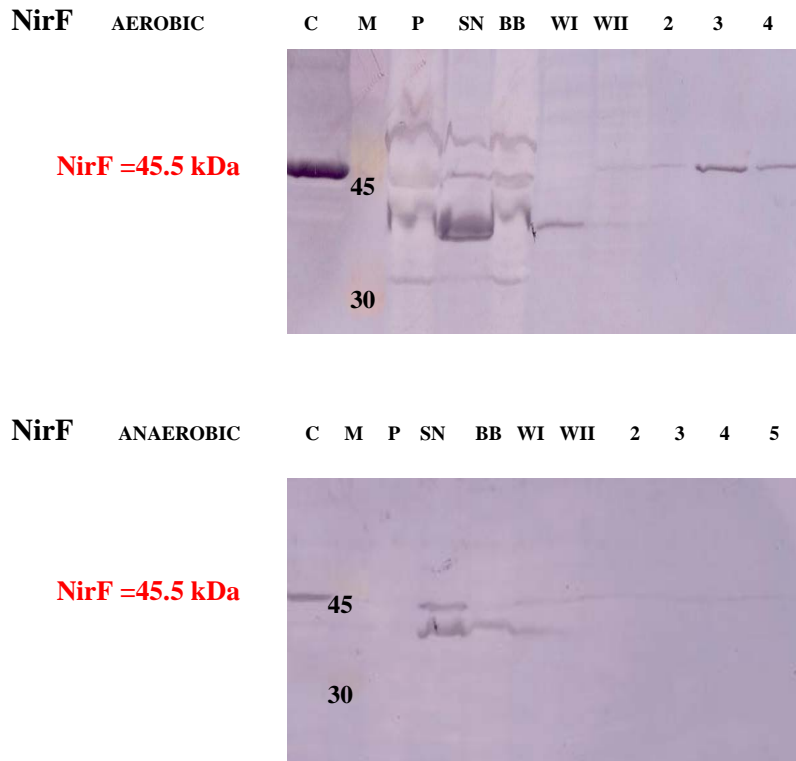 NirF AEROBIC C M P SN BB WI WII 2 3 4
NirF =45.5 kDa
45
30
NirF ANAEROBIC C M P SN BB WI WII 2 3 4 5
NirF =45.5 kDa
45
30